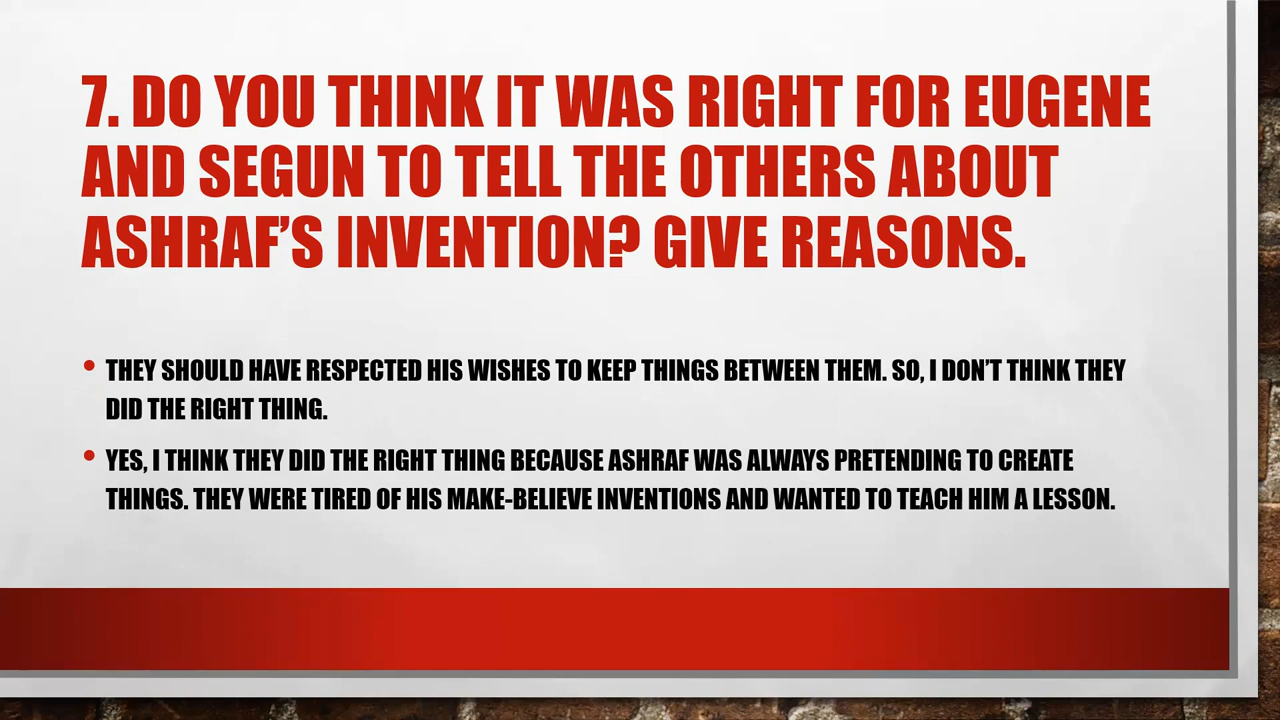 7. DO YOU THINK IT WAS RIGHT FOR EUGENE
AND SEGUN TO TELL THE OTHERS ABOUT
ASHRAF’S INVENTION? GIVE REASONS.
• THEY SHOULD HAVE RESPECTED HIS WISHES TO KEEP THINGS BETWEEN THEM. SO, I DON’T THINK THEY
DID THE RIGHT THING.
• YES, I THINK THEY DID THE RIGHT THING BECAUSE ASHRAF WAS ALWAYS PRETENDING TO CREATE
THINGS. THEY WERE TIRED OF HIS MAKE-BELIEVE INVENTIONS AND WANTED TO TEACH HIM A LESSON.